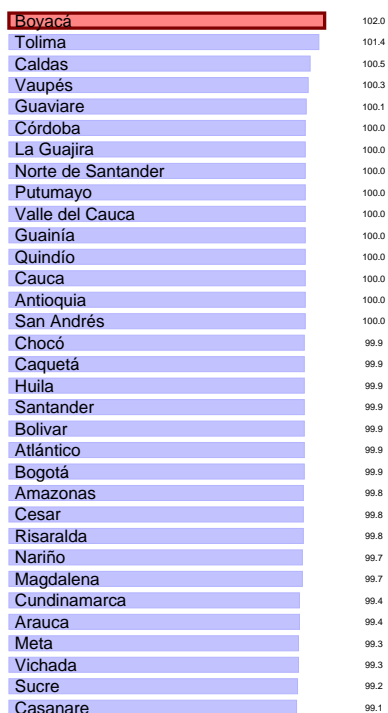 Boyacá 102.0
Tolima 101.4
Caldas 100.5
Vaupés 100.3
Guaviare 100.1
Córdoba 100.0
La Guajira 100.0
Norte de Santander 100.0
Putumayo 100.0
Valle del Cauca 100.0
Guainía 100.0
Quindío 100.0
Cauca 100.0
Antioquia 100.0
San Andrés 100.0
Chocó 99.9
Caquetá 99.9
Huila 99.9
Santander 99.9
Bolivar 99.9
Atlántico 99.9
Bogotá 99.9
Amazonas 99.8
Cesar 99.8
Risaralda 99.8
Nariño 99.7
Magdalena 99.7
Cundinamarca 99.4
Arauca 99.4
Meta 99.3
Vichada 99.3
Sucre 99.2
Casanare 99.1